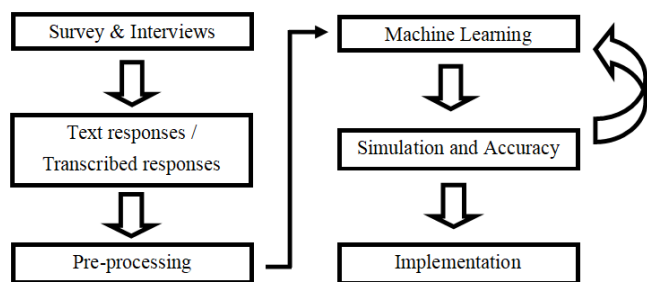 Survey & Interviews
Text responses /
Transcribed responses
Pre-processing
Machine Learning
Simulation and Accuracy
Implementation